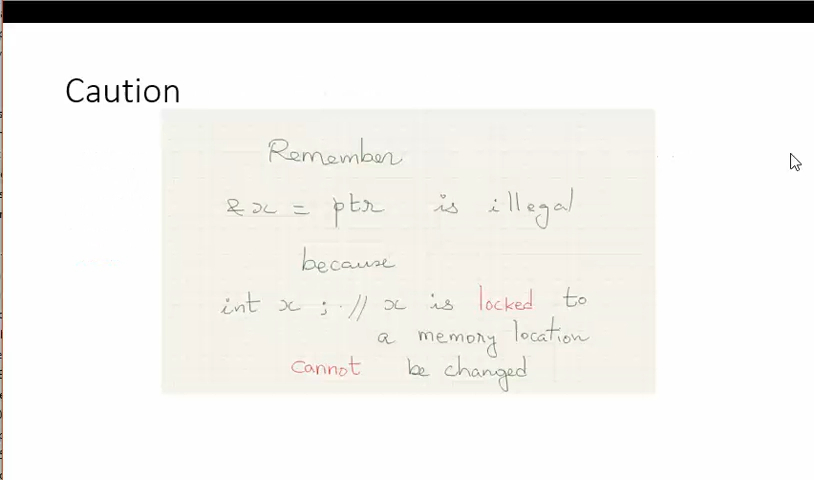 Caution
Remember
&x = ptr is illegal
because
int x ; // x is locked to
a memory location
cannot be changed